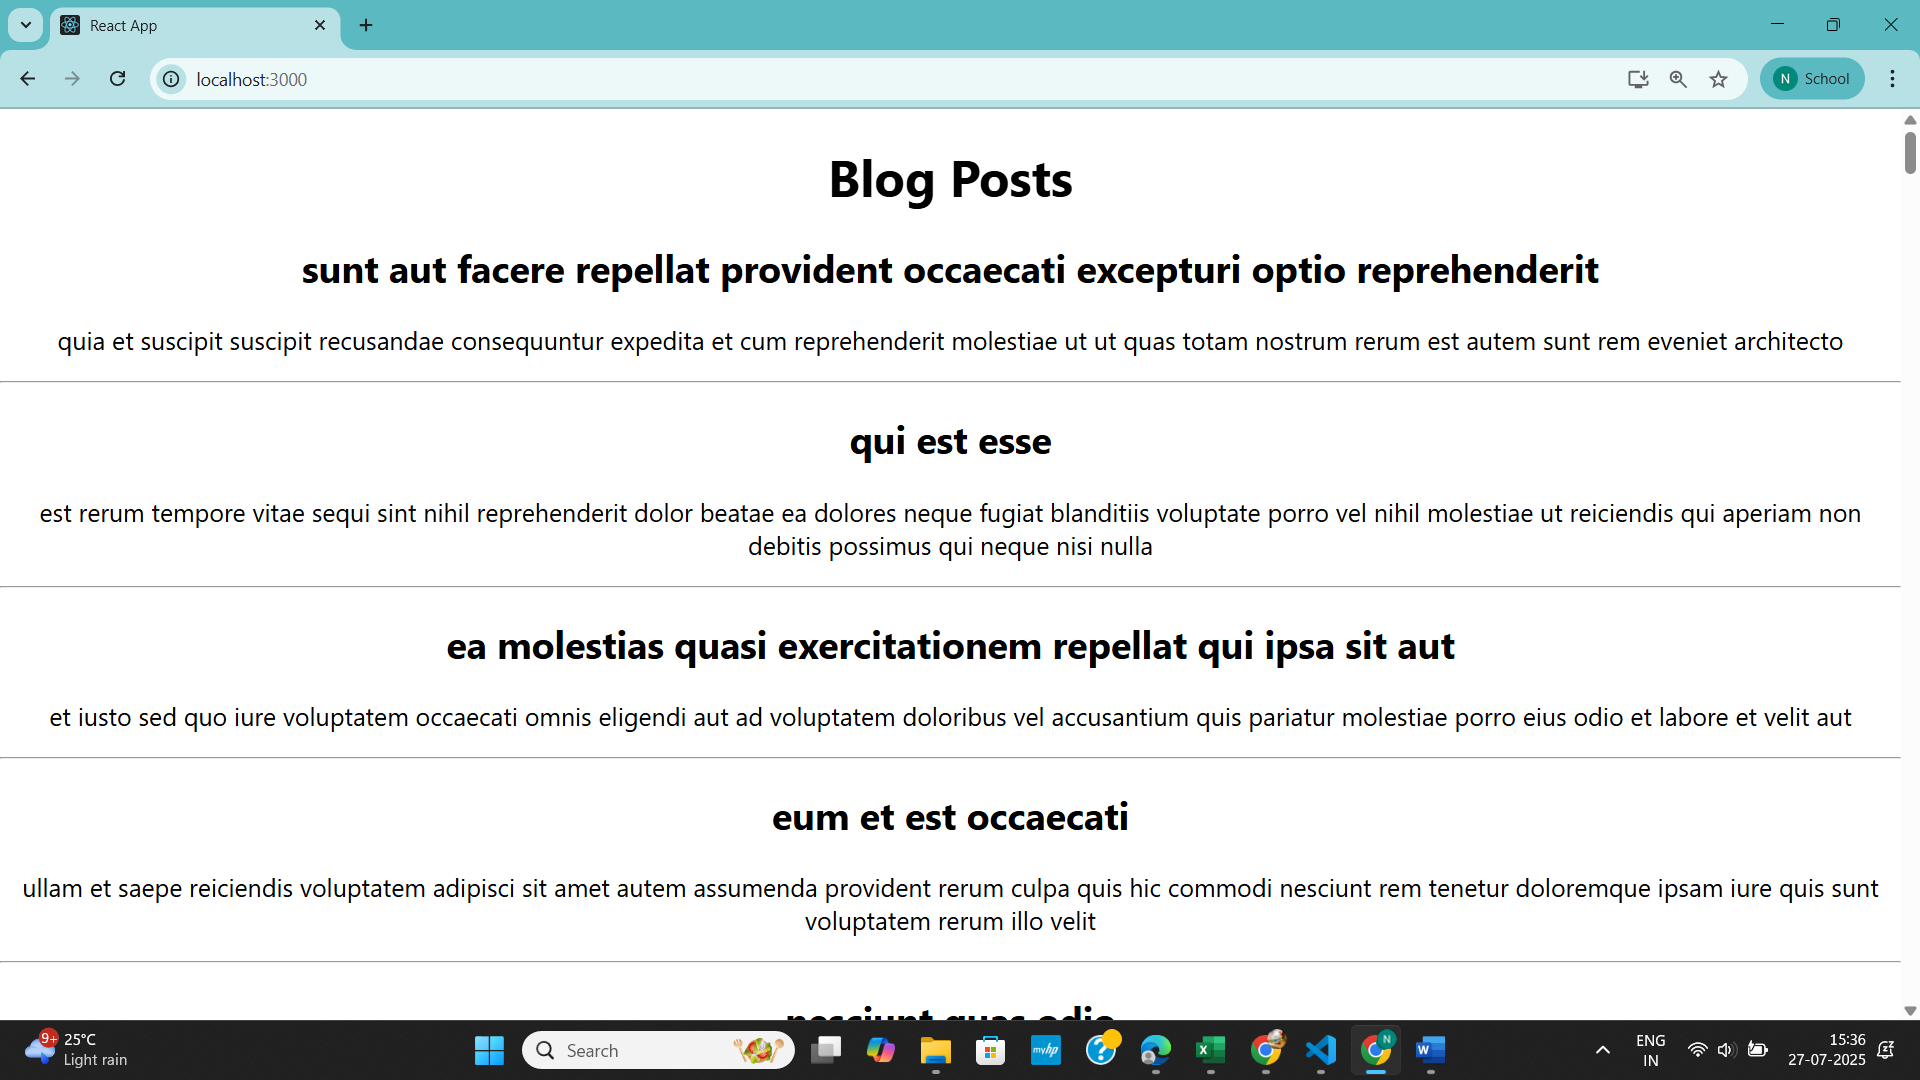 React App
localhost:3000
N School
Blog Posts
sunt aut facere repellat provident occaecati excepturi optio reprehenderit
quia et suscipit suscipit recusandae consequuntur expedita et cum reprehenderit molestiae ut ut quas totam nostrum rerum est autem sunt rem eveniet architecto
qui est esse
est rerum tempore vitae sequi sint nihil reprehenderit dolor beatae ea dolores neque fugiat blanditiis voluptate porro vel nihil molestiae ut reiciendis qui aperiam non
debitis possimus qui neque nisi nulla
ea molestias quasi exercitationem repellat qui ipsa sit aut
et iusto sed quo iure voluptatem occaecati omnis eligendi aut ad voluptatem doloribus vel accusantium quis pariatur molestiae porro eius odio et labore et velit aut
eum et est occaecati
ullam et saepe reiciendis voluptatem adipisci sit amet autem assumenda provident rerum culpa quis hic commodi nesciunt rem tenetur doloremque ipsam iure quis sunt
voluptatem rerum illo velit
nesciunt quas odio
9+ 25°C
Light rain
Search
myhp
N
ENG
IN
15:36
27-07-2025